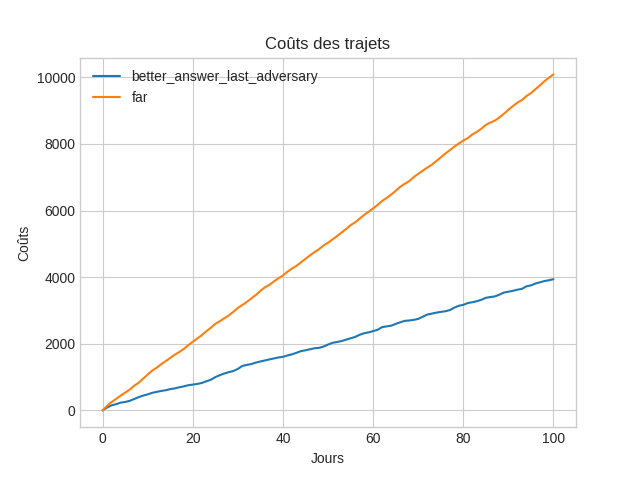 Coûts des trajets
better_answer_last_adversary
far
10000
8000
6000
4000
2000
0
Coûts
0 20 40 60 80 100
Jours